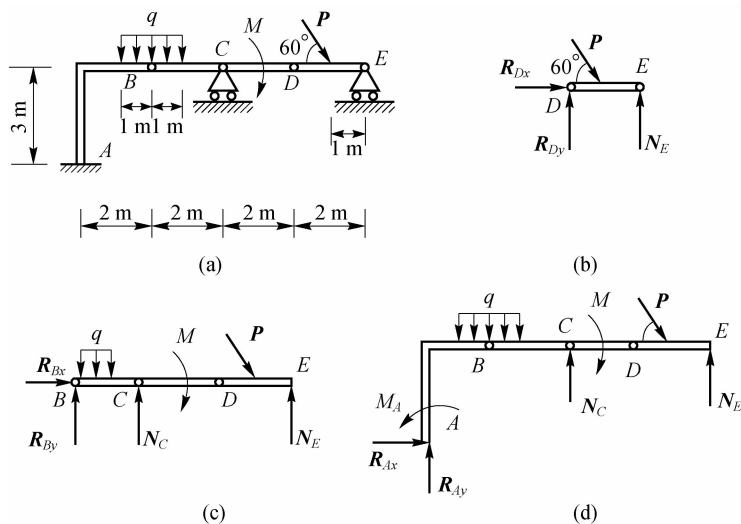 q
M
P
60°
C
E
B
D
1 m 1 m
3 m
A
1 m
2 m 2 m 2 m 2 m
(a)
P
60°
E
R_Dx
D
R_Dy
N_E
(b)
q
M
P
R_Bx
E
B
C
D
R_By
N_C
N_E
(c)
q
M
P
C
E
B
D
M_A
A
N_C
N_E
R_Ax
R_Ay
(d)